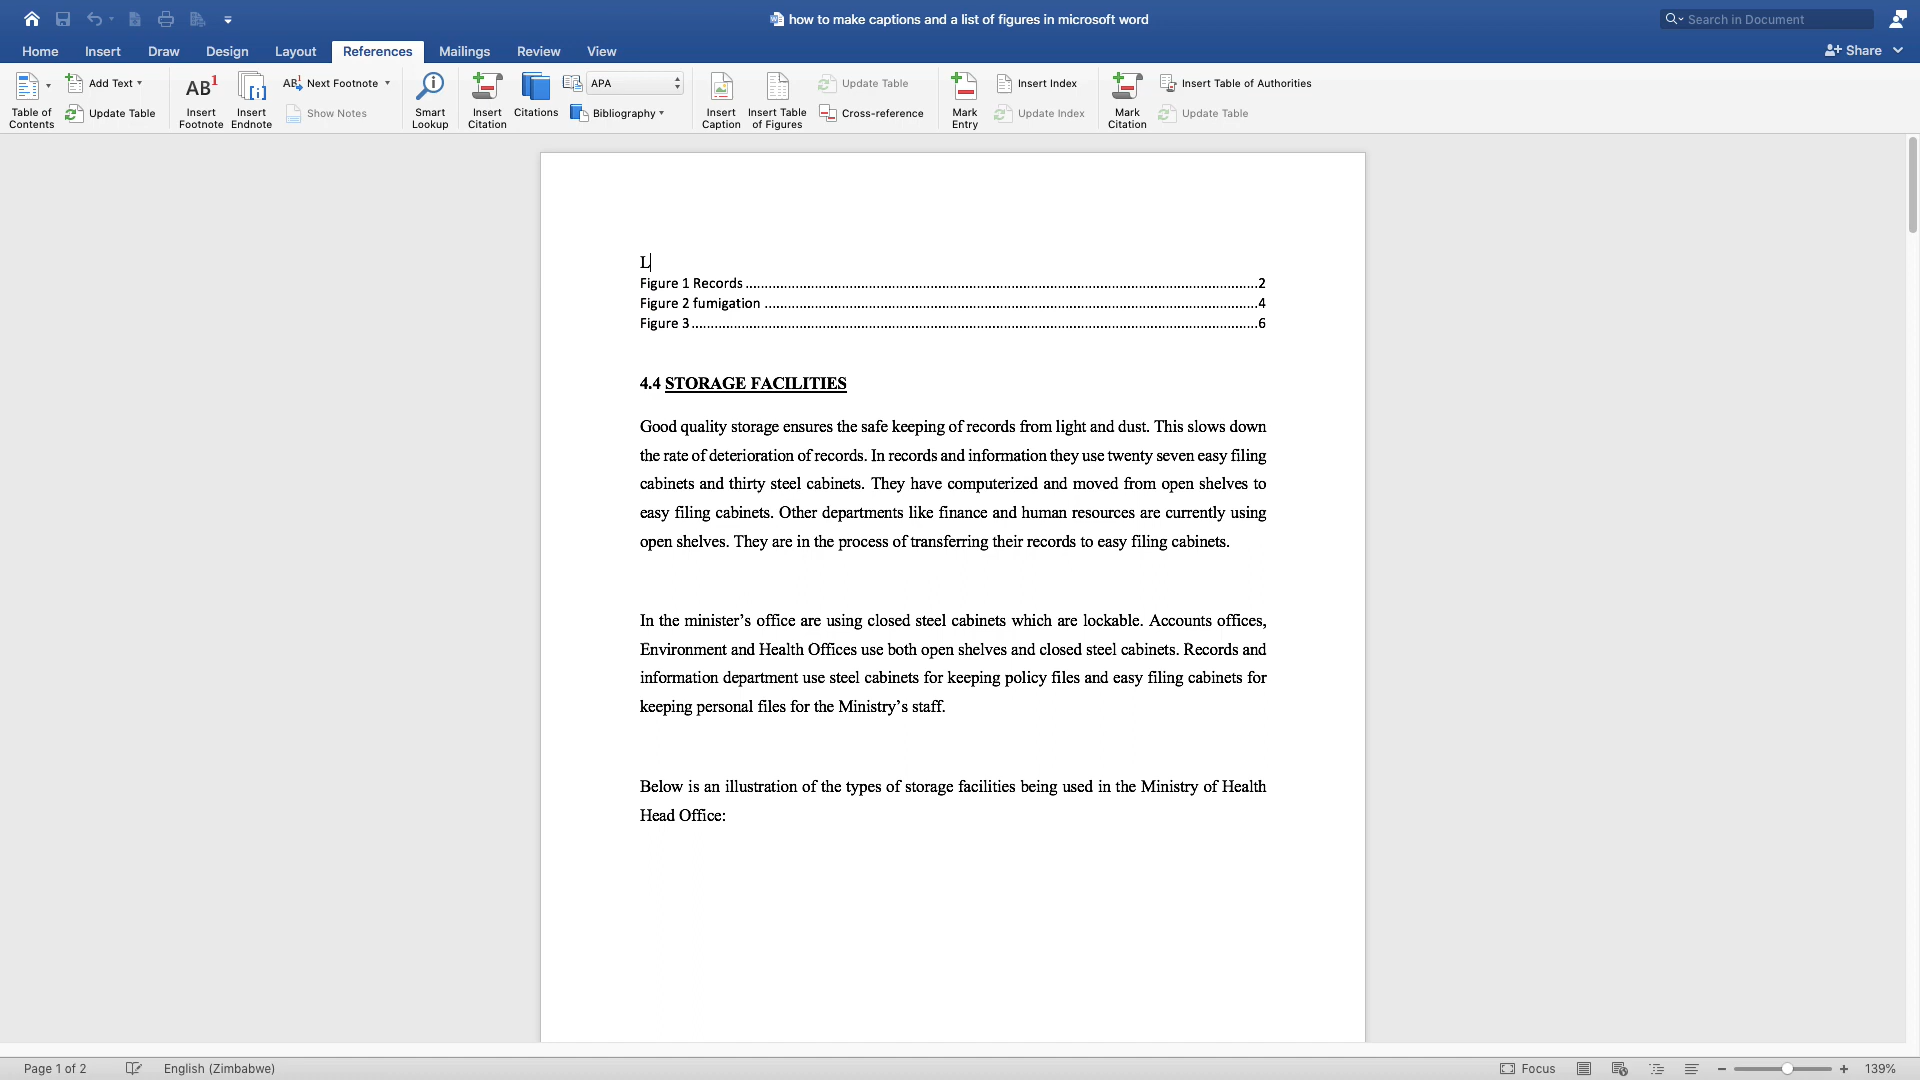 how to make captions and a list of figures in microsoft word
Search in Document
Home Insert Draw Design Layout References Mailings Review View
Share
Table of Contents
Add Text
Update Table
AB1
Insert Footnote
Insert Endnote
AB1 Next Footnote
Show Notes
Smart Lookup
Insert Citation
Citations
APA
Bibliography
Insert Caption
Insert Table of Figures
Update Table
Cross-reference
Mark Entry
Insert Index
Update Index
Mark Citation
Insert Table of Authorities
Update Table
L
Figure 1 Records ........ 2
Figure 2 fumigation ........ 4
Figure 3 ........ 6
4.4 STORAGE FACILITIES
Good quality storage ensures the safe keeping of records from light and dust. This slows down
the rate of deterioration of records. In records and information they use twenty seven easy filing
cabinets and thirty steel cabinets. They have computerized and moved from open shelves to
easy filing cabinets. Other departments like finance and human resources are currently using
open shelves. They are in the process of transferring their records to easy filing cabinets.
In the minister’s office are using closed steel cabinets which are lockable. Accounts offices,
Environment and Health Offices use both open shelves and closed steel cabinets. Records and
information department use steel cabinets for keeping policy files and easy filing cabinets for
keeping personal files for the Ministry’s staff.
Below is an illustration of the types of storage facilities being used in the Ministry of Health
Head Office:
Page 1 of 2
English (Zimbabwe)
Focus
139%